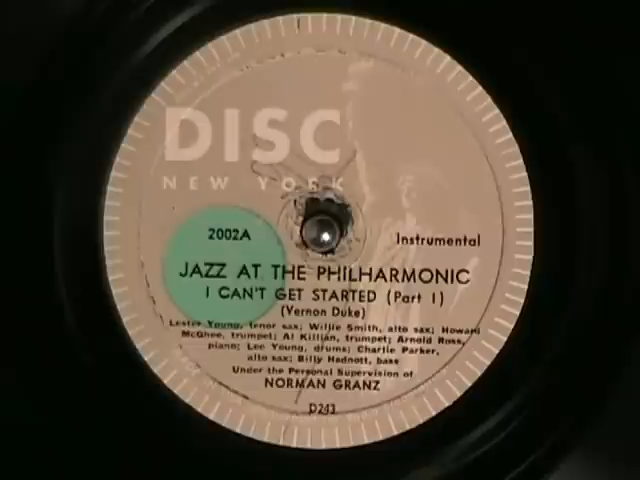 DISC
NEW YORK
2002A
Instrumental
JAZZ AT THE PHILHARMONIC
I CAN'T GET STARTED (Part 1)
(Vernon Duke)
Lester Young, tenor sax; Willie Smith, alto sax; Howard
McGhee, trumpet; Al Killian, trumpet; Arnold Ross,
piano; Lee Young, drums; Charlie Parker,
alto sax; Billy Hadnott, bass
Under the Personal Supervision of
NORMAN GRANZ
D243